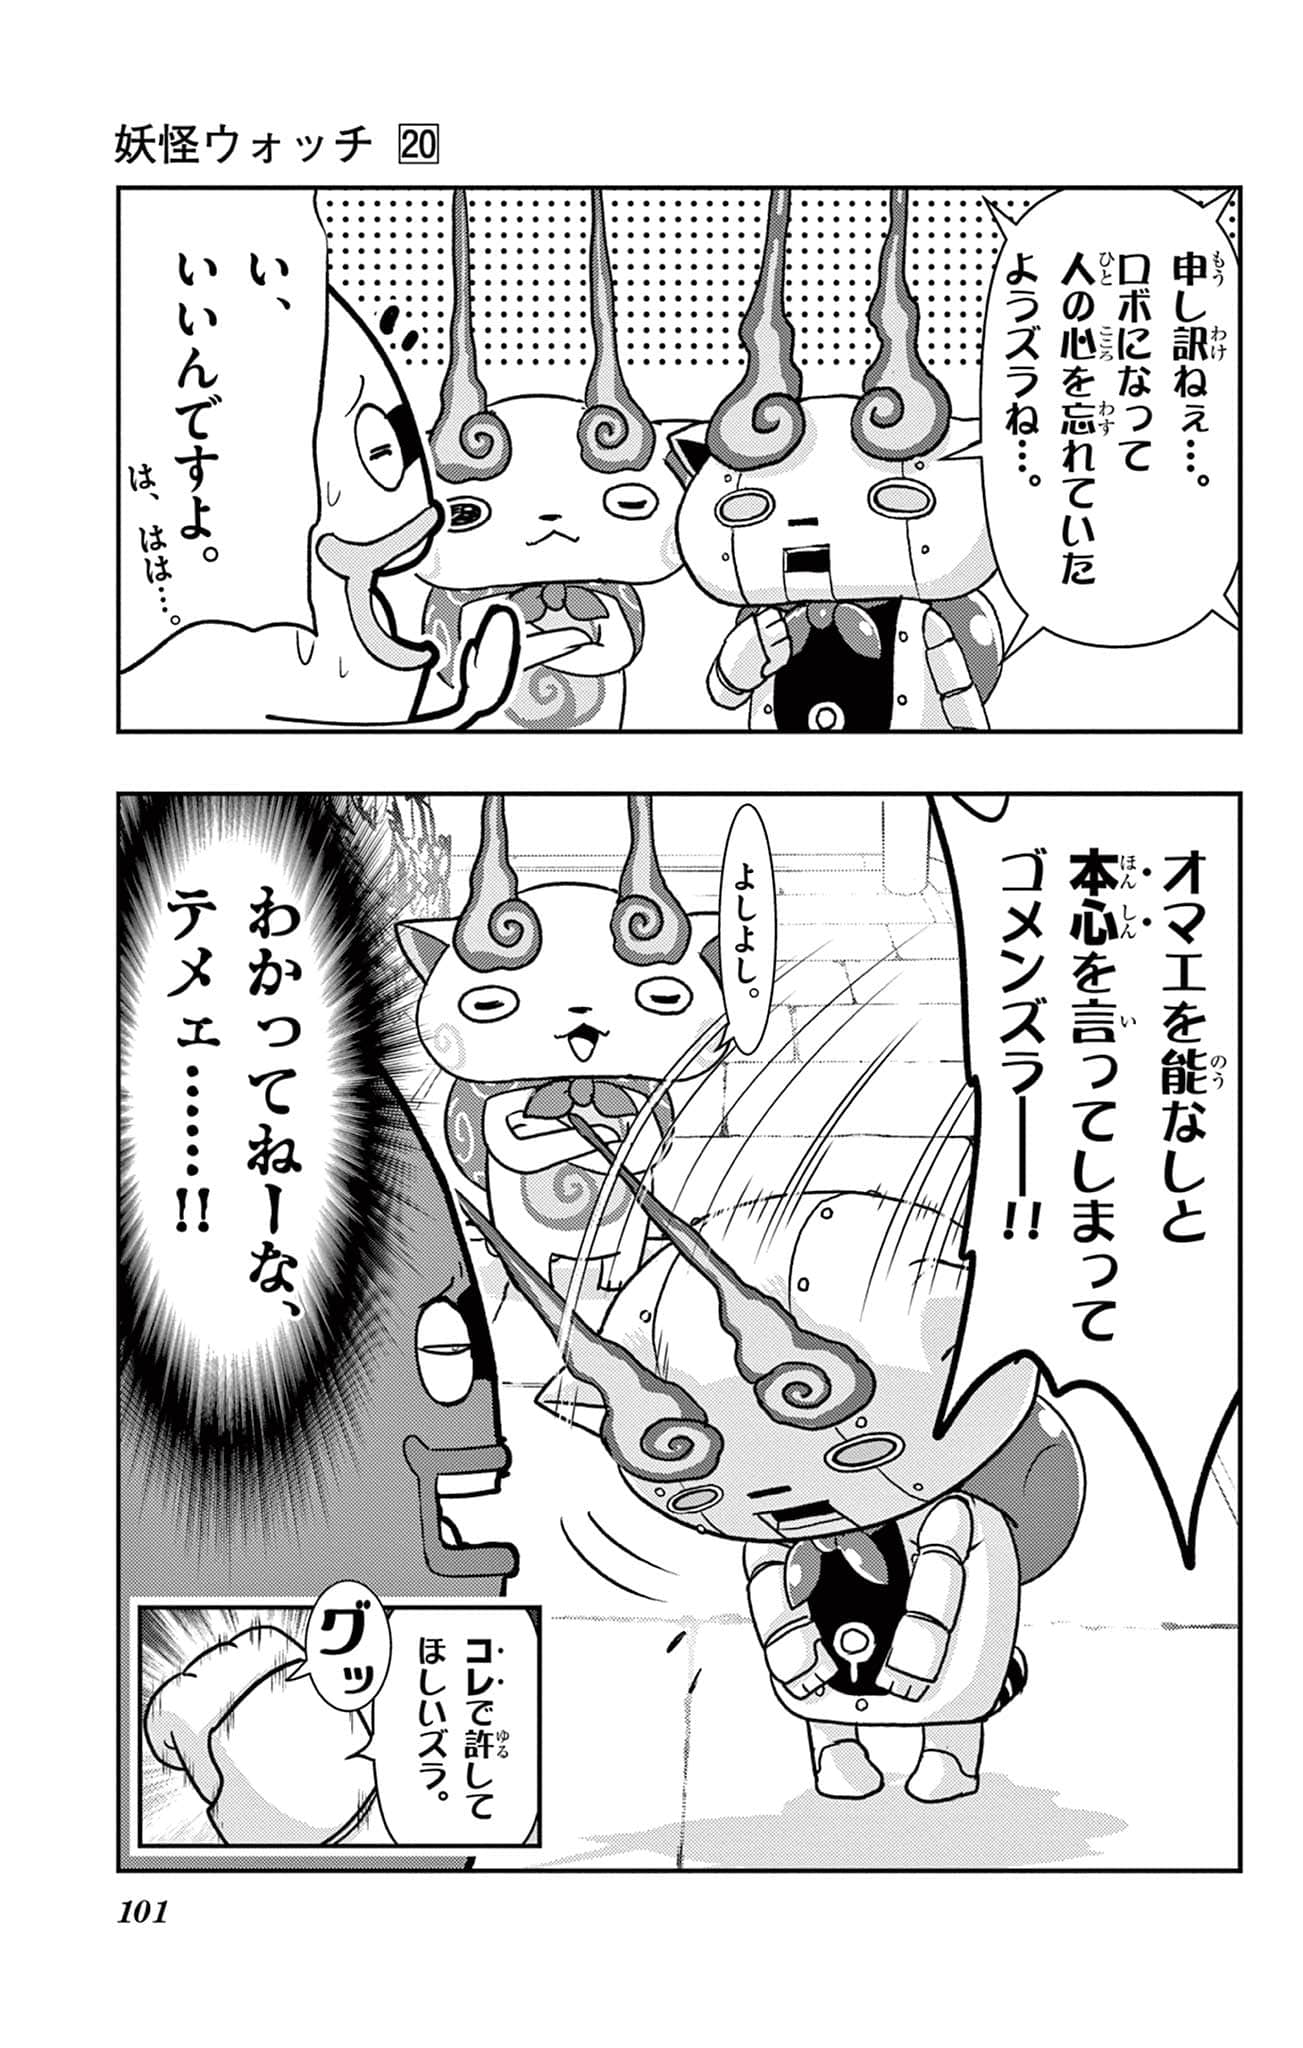 妖怪ウォッチ 20
申し訳ねぇ…。
ロボになって
人の心を忘れていた
ようズラね…。
い、
いいんですよ。
は、はは…。
オマエを能なしと
本心を言ってしまって
ゴメンズラ――!!
よしよし。
わかってねーな、
テメェ……!!
コレで許して
ほしいズラ。
グッ
101